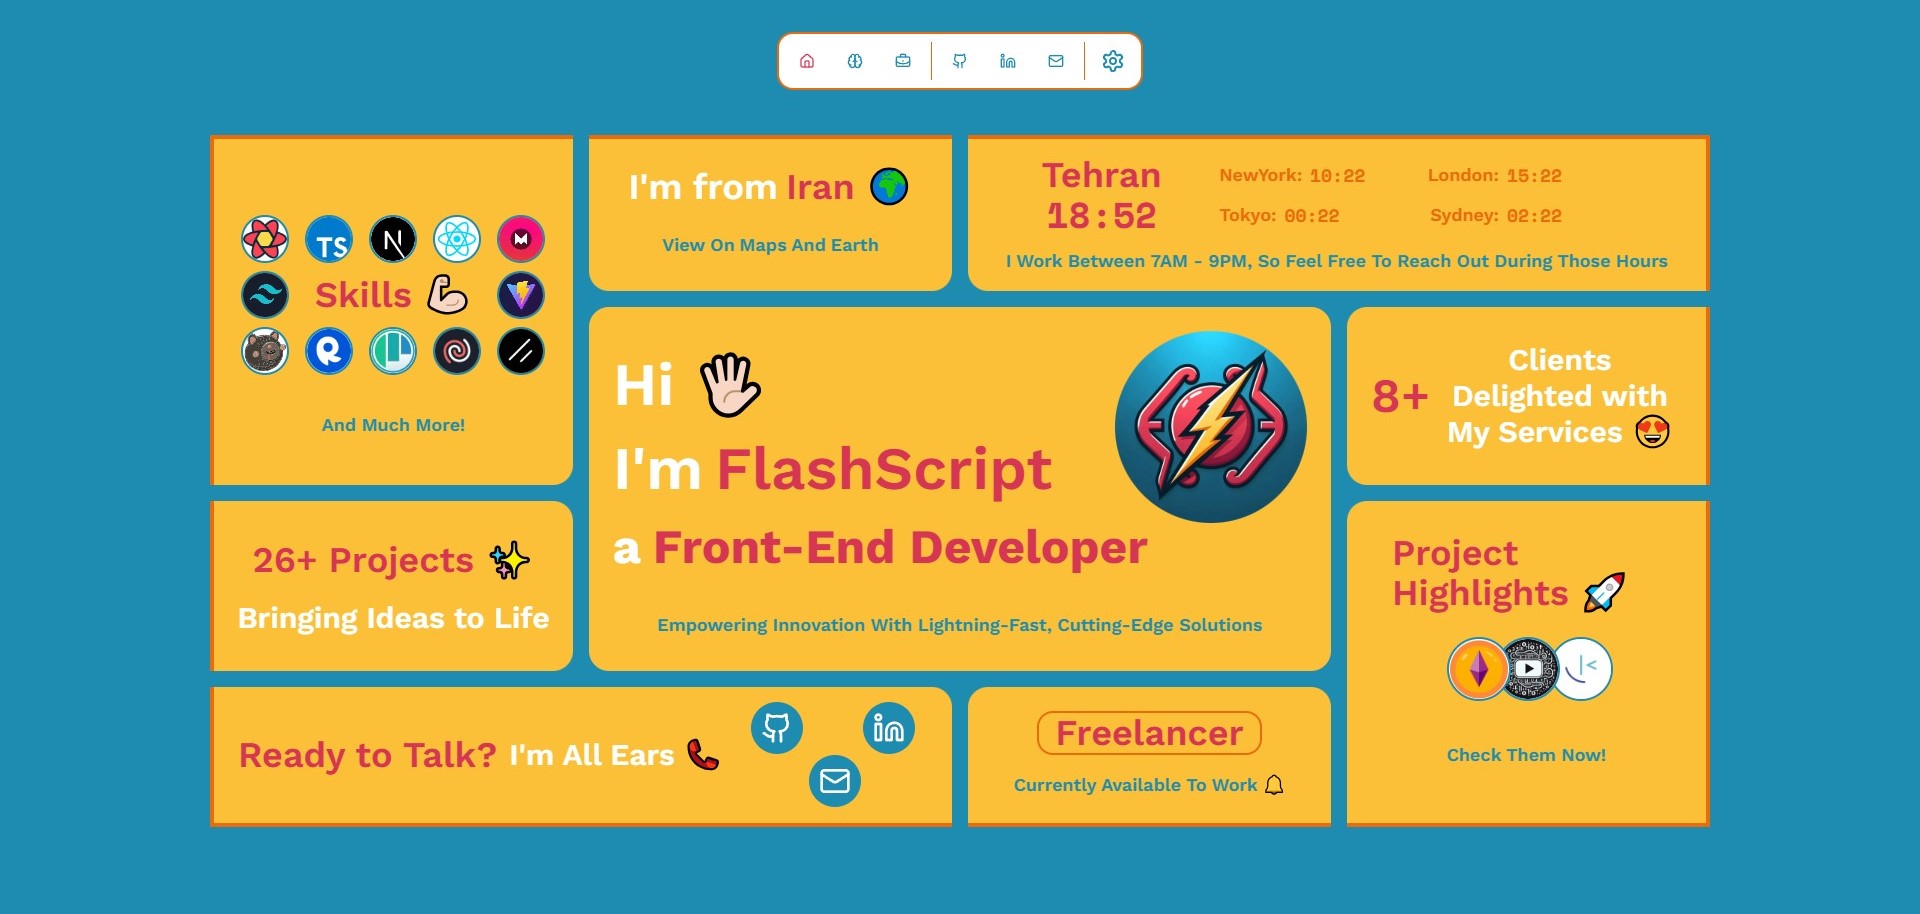 TS
N
Skills
And Much More!
I'm from Iran
View On Maps And Earth
Tehran
18:52
NewYork: 10:22
London: 15:22
Tokyo: 00:22
Sydney: 02:22
I Work Between 7AM - 9PM, So Feel Free To Reach Out During Those Hours
Hi
I'm FlashScript
a Front-End Developer
Empowering Innovation With Lightning-Fast, Cutting-Edge Solutions
8+
Clients
Delighted with
My Services
26+ Projects
Bringing Ideas to Life
Project
Highlights
Check Them Now!
Ready to Talk? I'm All Ears
in
Freelancer
Currently Available To Work